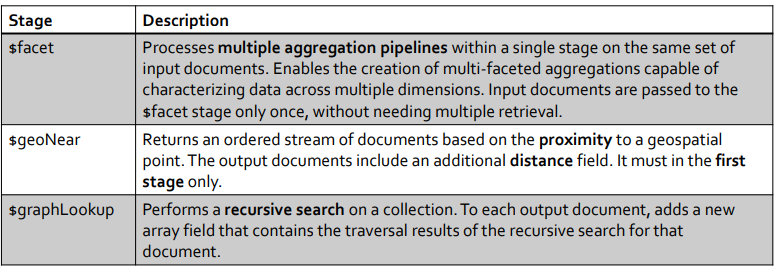 Stage Description
$facet Processes multiple aggregation pipelines within a single stage on the same set of
input documents. Enables the creation of multi-faceted aggregations capable of
characterizing data across multiple dimensions. Input documents are passed to the
$facet stage only once, without needing multiple retrieval.
$geoNear Returns an ordered stream of documents based on the proximity to a geospatial
point. The output documents include an additional distance field. It must in the first
stage only.
$graphLookup Performs a recursive search on a collection. To each output document, adds a new
array field that contains the traversal results of the recursive search for that
document.